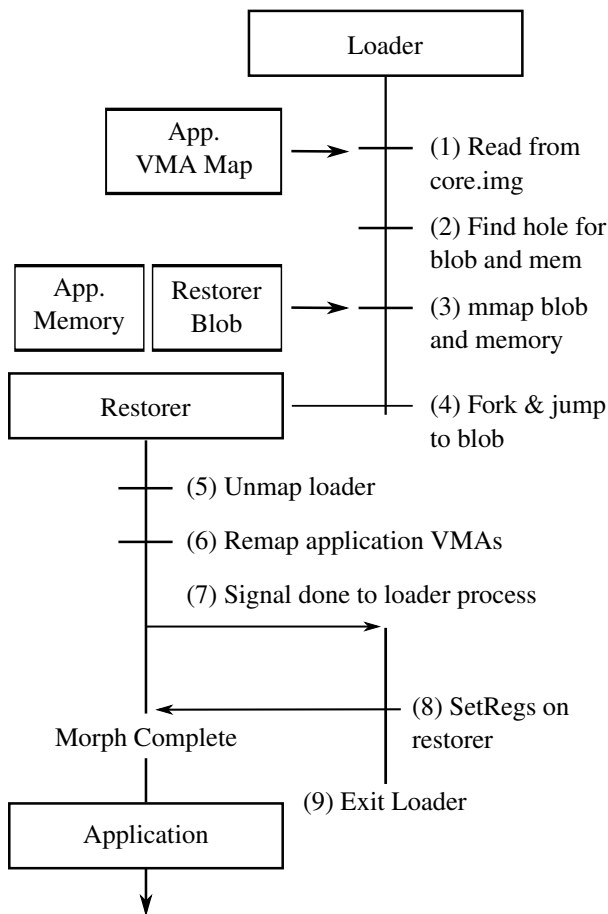 Loader
App.
VMA Map
(1) Read from
core.img
(2) Find hole for
blob and mem
App.
Memory
Restorer
Blob
(3) mmap blob
and memory
Restorer
(4) Fork & jump
to blob
(5) Unmap loader
(6) Remap application VMAs
(7) Signal done to loader process
(8) SetRegs on
restorer
Morph Complete
(9) Exit Loader
Application